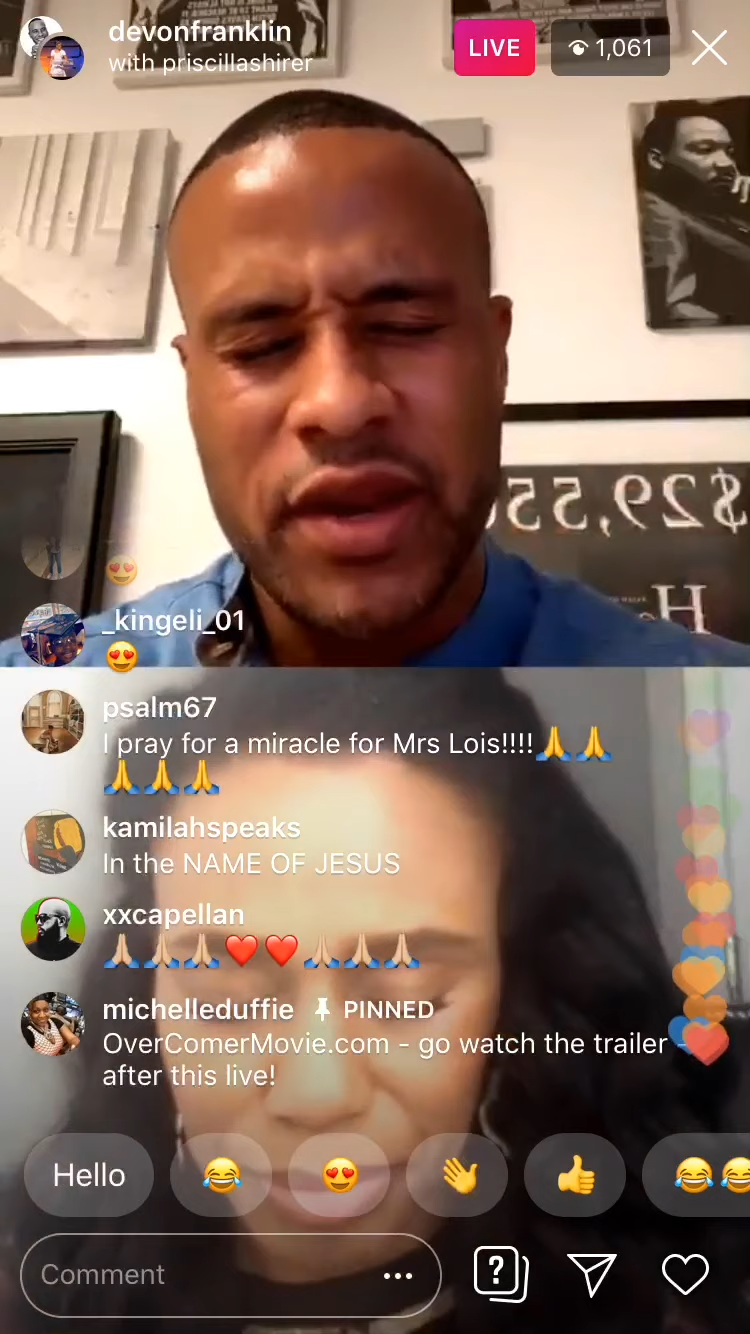 devonfranklin
with priscillashirer
LIVE
1,061
$29,55
H
_kingeli_01
😍
psalm67
I pray for a miracle for Mrs Lois!!!!🙏🙏
🙏🙏🙏
kamilahspeaks
In the NAME OF JESUS
xxcapellan
🙏🏼🙏🏼🙏🏼❤️❤️🙏🏼🙏🏼🙏🏼
michelleduffie PINNED
OverComerMovie.com - go watch the trailer -
after this live!
Hello
Comment